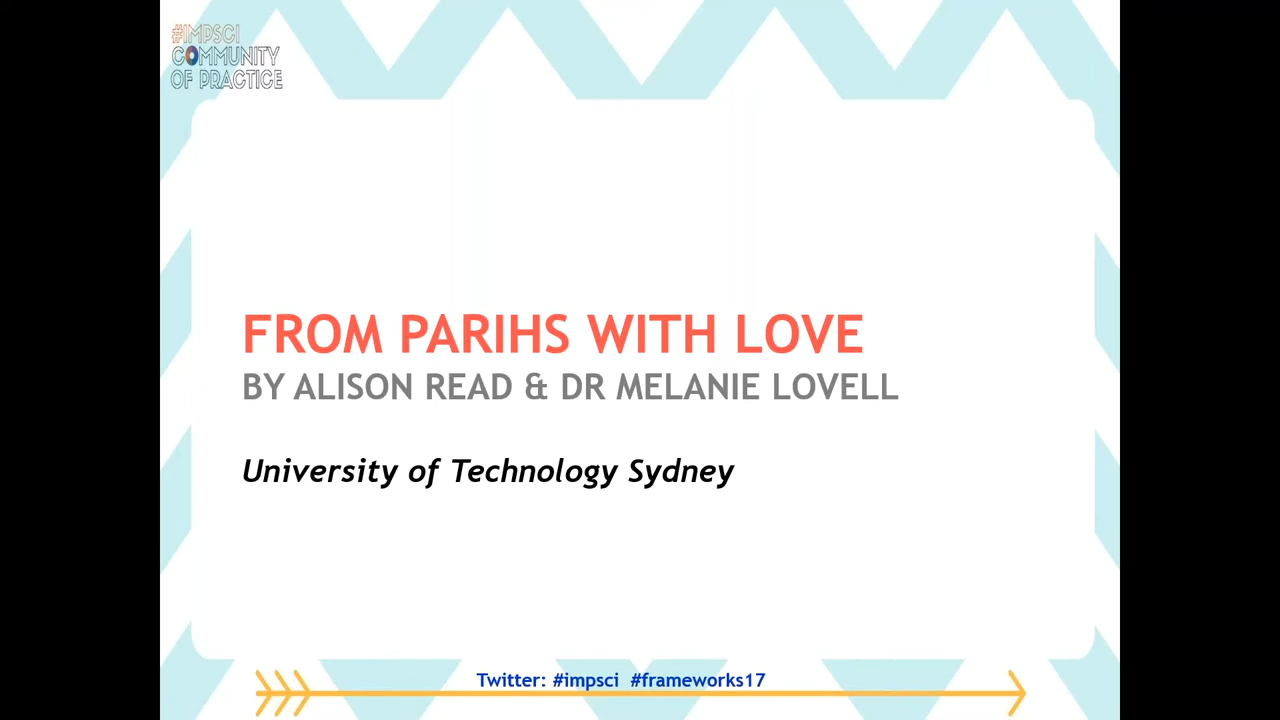 #IMPSCI
COMMUNITY
OF PRACTICE
FROM PARIHS WITH LOVE
BY ALISON READ & DR MELANIE LOVELL
University of Technology Sydney
Twitter: #impsci #frameworks17